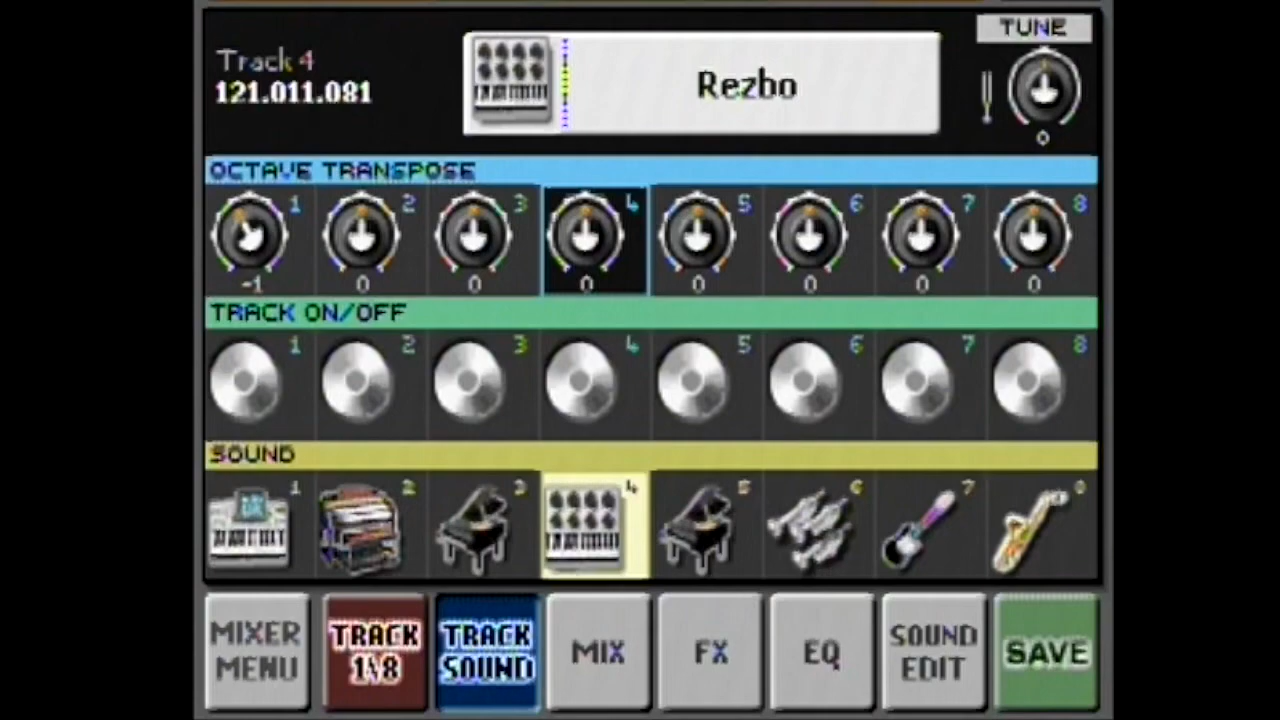 TUNE
Track 4
121.011.081
Rezbo
0
OCTAVE TRANSPOSE
1 2 3 4 5 6 7 8
-1 0 0 0 0 0 0 0
TRACK ON/OFF
1 2 3 4 5 6 7 8
SOUND
1 2 3 4 5 6 7 8
MIXER MENU
TRACK 1\8
TRACK SOUND
MIX
FX
EQ
SOUND EDIT
SAVE